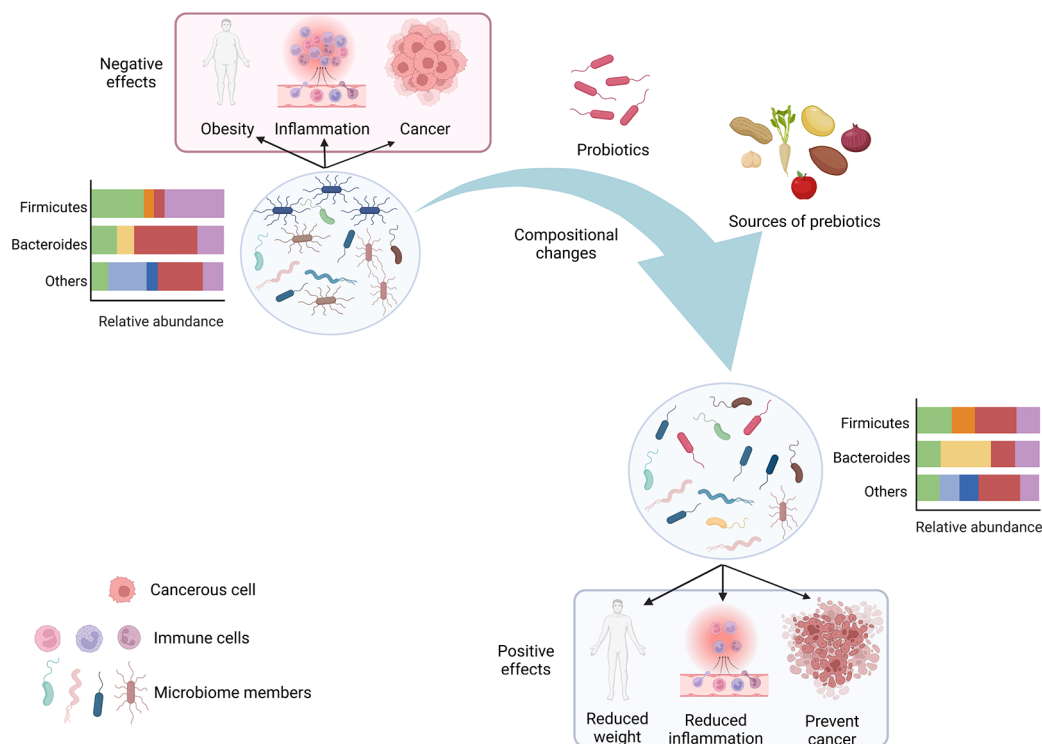 Negative
effects
Obesity
Inflammation
Cancer
Probiotics
Sources of prebiotics
Compositional
changes
Firmicutes
Bacteroides
Others
Relative abundance
Firmicutes
Bacteroides
Others
Relative abundance
Cancerous cell
Immune cells
Microbiome members
Positive
effects
Reduced
weight
Reduced
inflammation
Prevent
cancer